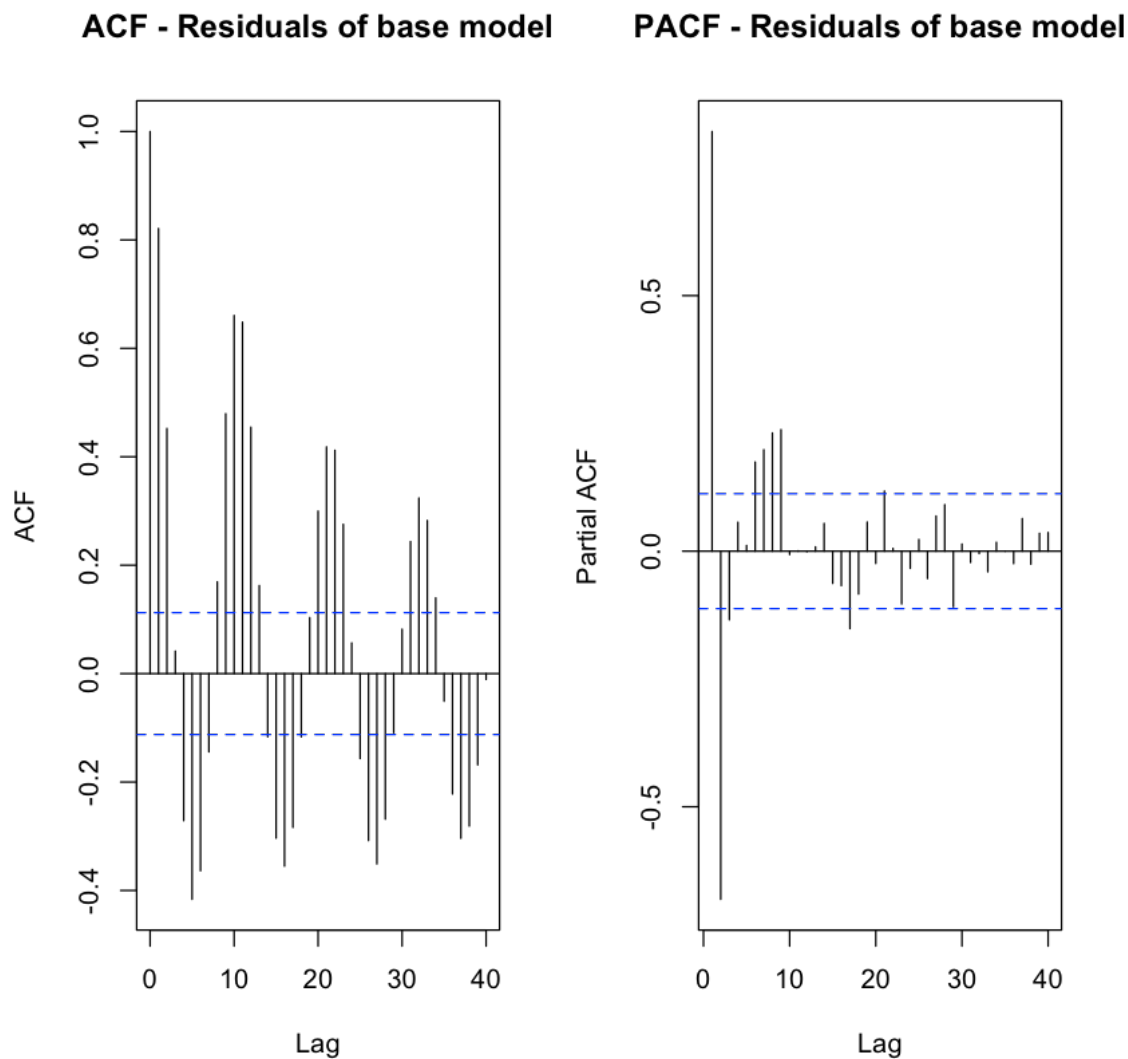 ACF - Residuals of base model
PACF - Residuals of base model
ACF
1.0
0.8
0.6
0.4
0.2
0.0
-0.2
-0.4
0 10 20 30 40
Lag
Partial ACF
0.5
0.0
-0.5
0 10 20 30 40
Lag